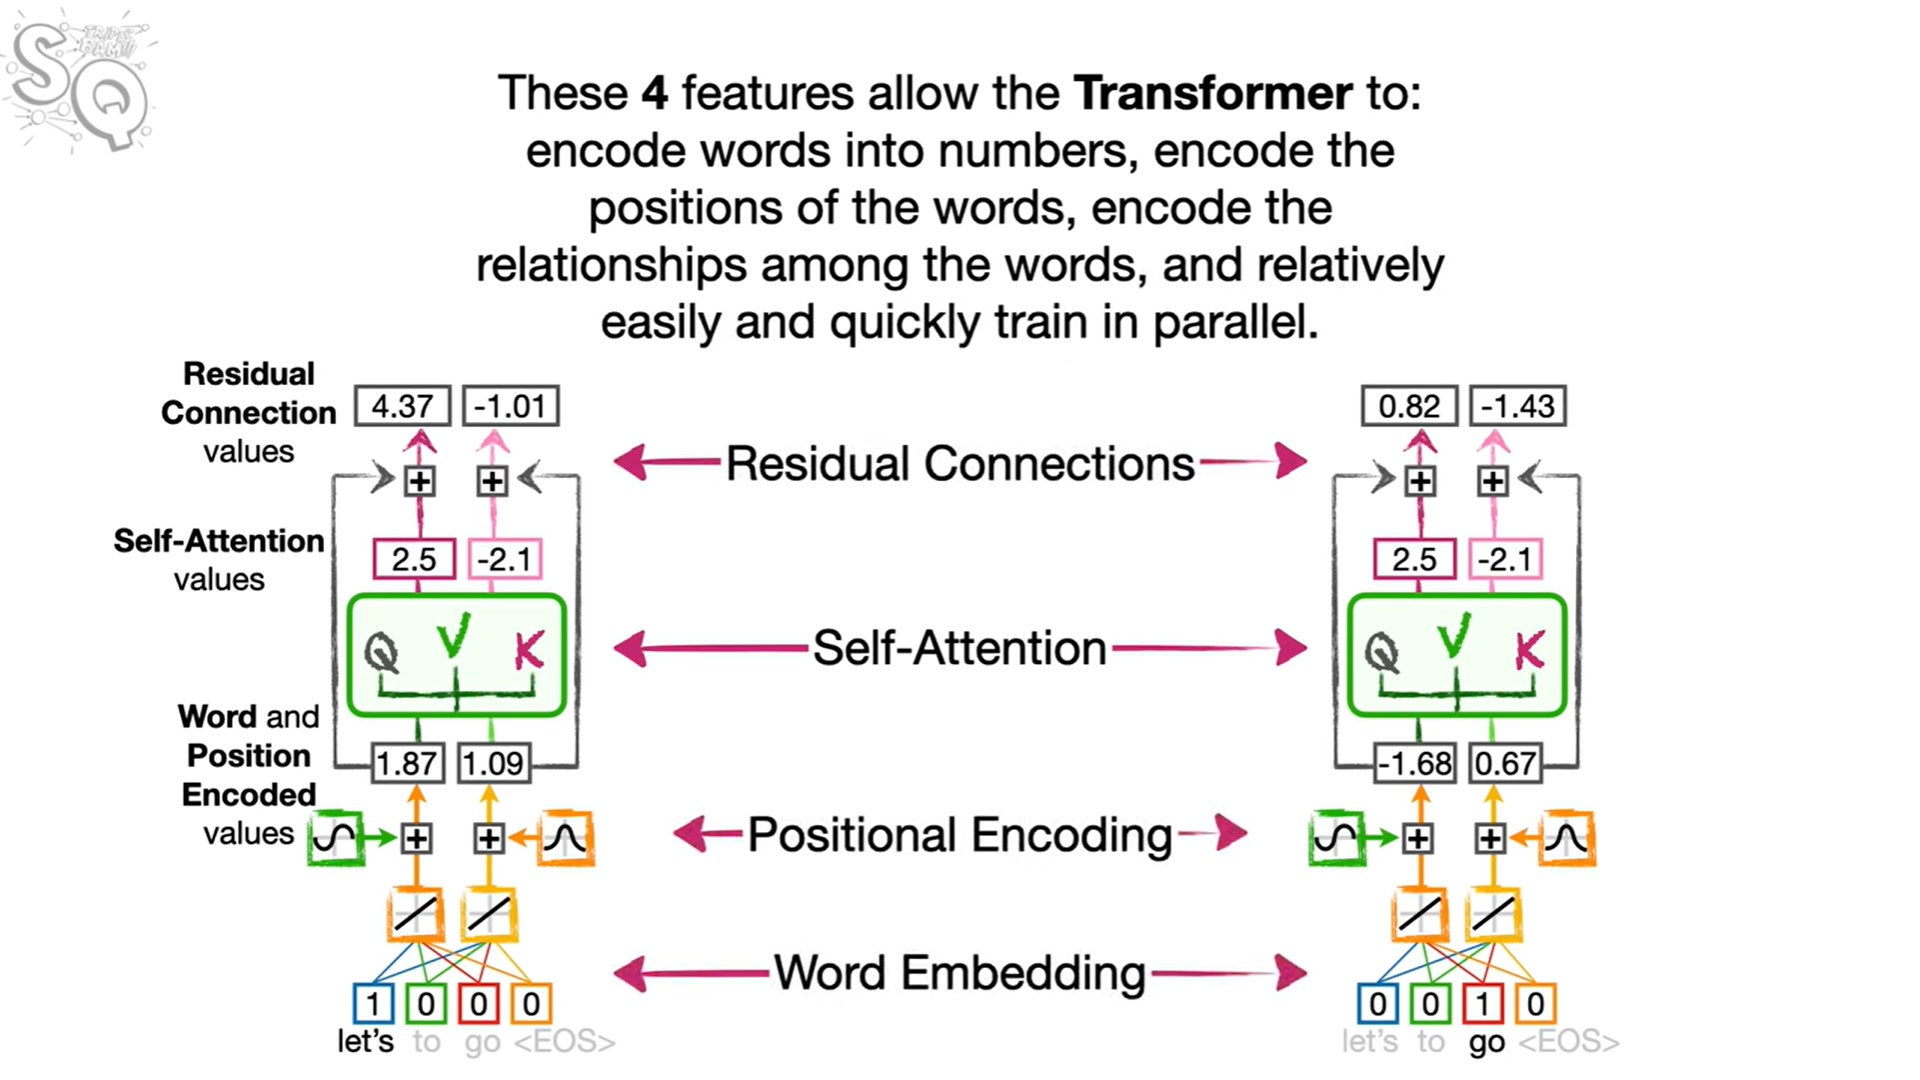 SQ
TRIPLE
BAM!!!
These 4 features allow the Transformer to:
encode words into numbers, encode the
positions of the words, encode the
relationships among the words, and relatively
easily and quickly train in parallel.
Residual
Connection
values
4.37 -1.01
0.82 -1.43
+ +
Residual Connections
+ +
Self-Attention
values
2.5 -2.1
2.5 -2.1
Q V K
Self-Attention
Q V K
Word and
Position
Encoded
values
1.87 1.09
-1.68 0.67
+ +
Positional Encoding
+ +
Word Embedding
1 0 0 0
let's to go <EOS>
0 0 1 0
let's to go <EOS>